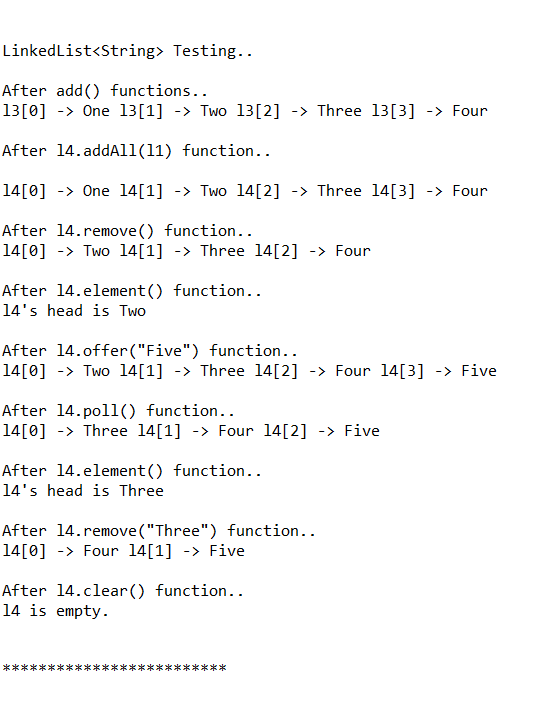 LinkedList<String> Testing..
After add() functions..
l3[0] -> One l3[1] -> Two l3[2] -> Three l3[3] -> Four
After l4.addAll(l1) function..
l4[0] -> One l4[1] -> Two l4[2] -> Three l4[3] -> Four
After l4.remove() function..
l4[0] -> Two l4[1] -> Three l4[2] -> Four
After l4.element() function..
l4's head is Two
After l4.offer("Five") function..
l4[0] -> Two l4[1] -> Three l4[2] -> Four l4[3] -> Five
After l4.poll() function..
l4[0] -> Three l4[1] -> Four l4[2] -> Five
After l4.element() function..
l4's head is Three
After l4.remove("Three") function..
l4[0] -> Four l4[1] -> Five
After l4.clear() function..
l4 is empty.
*************************